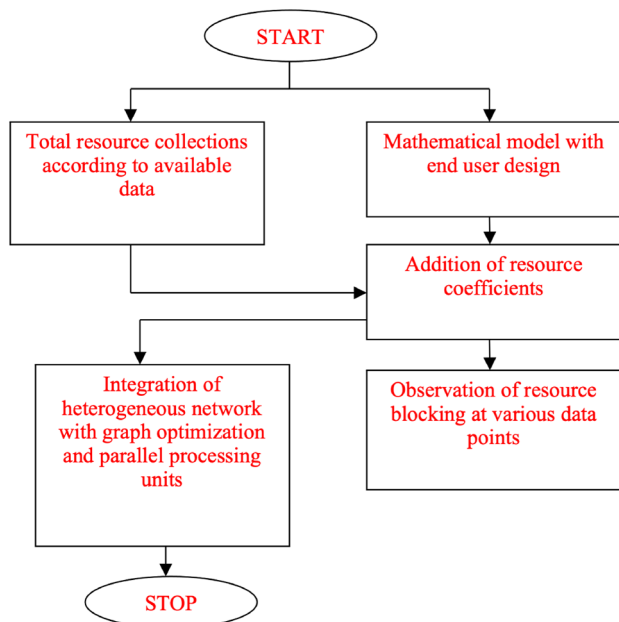 START
Total resource collections
according to available
data
Mathematical model with
end user design
Addition of resource
coefficients
Integration of
heterogeneous network
with graph optimization
and parallel processing
units
Observation of resource
blocking at various data
points
STOP